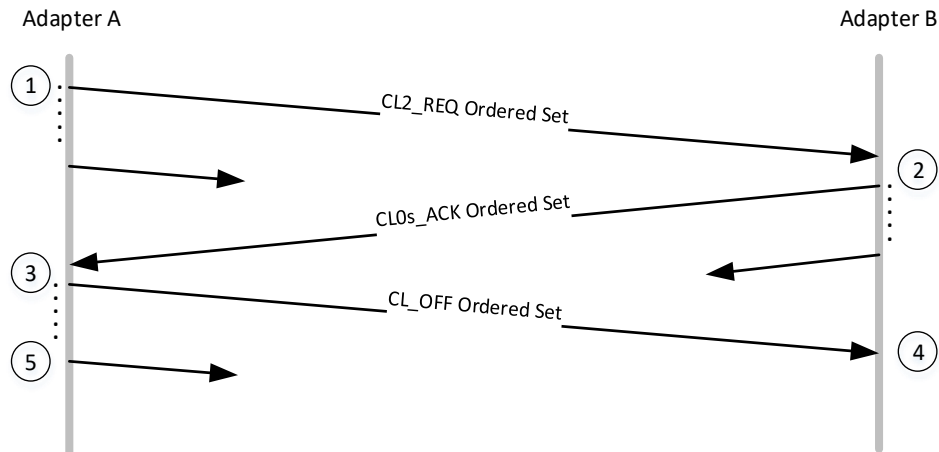 Adapter A
Adapter B
1
CL2_REQ Ordered Set
2
CL0s_ACK Ordered Set
3
CL_OFF Ordered Set
4
5